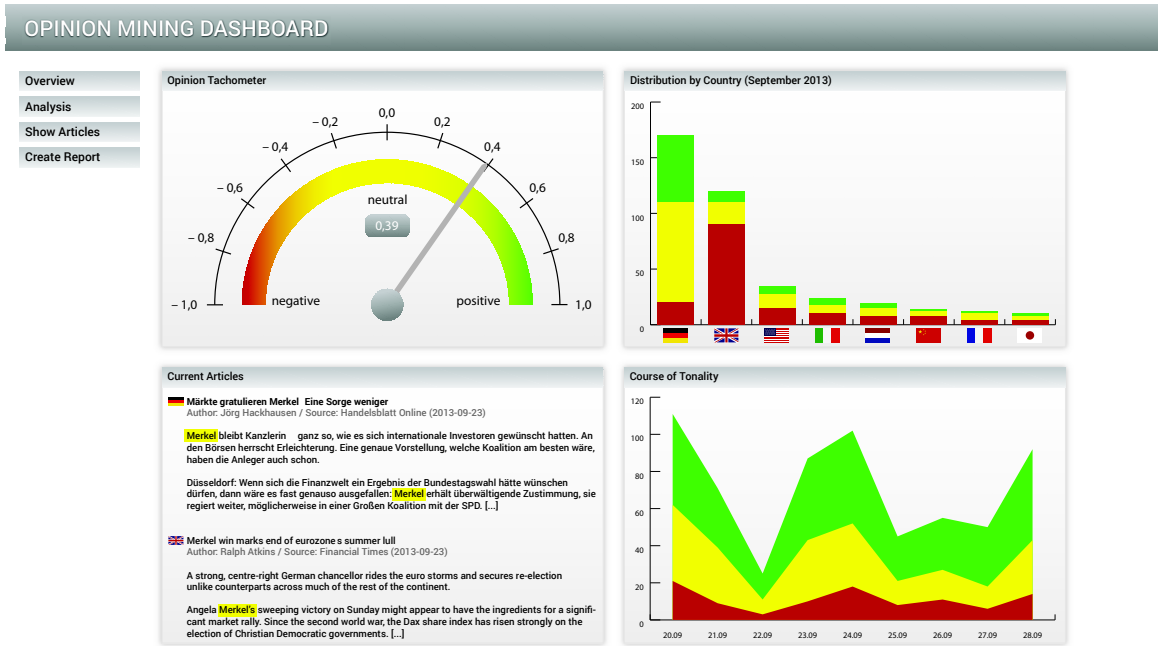 OPINION MINING DASHBOARD
Overview
Analysis
Show Articles
Create Report
Opinion Tachometer
0,0
– 0,2
0,2
– 0,4
0,4
– 0,6
0,6
– 0,8
0,8
– 1,0
1,0
neutral
0,39
negative
positive
Distribution by Country (September 2013)
200
150
100
50
0
Current Articles
Märkte gratulieren Merkel Eine Sorge weniger
Author: Jörg Hackhausen / Source: Handelsblatt Online (2013-09-23)
Merkel bleibt Kanzlerin ganz so, wie es sich internationale Investoren gewünscht hatten. An
den Börsen herrscht Erleichterung. Eine genaue Vorstellung, welche Koalition am besten wäre,
haben die Anleger auch schon.
Düsseldorf: Wenn sich die Finanzwelt ein Ergebnis der Bundestagswahl hätte wünschen
dürfen, dann wäre es fast genauso ausgefallen: Merkel erhält überwältigende Zustimmung, sie
regiert weiter, möglicherweise in einer Großen Koalition mit der SPD. [...]
Merkel win marks end of eurozone s summer lull
Author: Ralph Atkins / Source: Financial Times (2013-09-23)
A strong, centre-right German chancellor rides the euro storms and secures re-election
unlike counterparts across much of the rest of the continent.
Angela Merkel's sweeping victory on Sunday might appear to have the ingredients for a signifi-
cant market rally. Since the second world war, the Dax share index has risen strongly on the
election of Christian Democratic governments. [...]
Course of Tonality
120
100
80
60
40
20
0
20.09 21.09 22.09 23.09 24.09 25.09 26.09 27.09 28.09